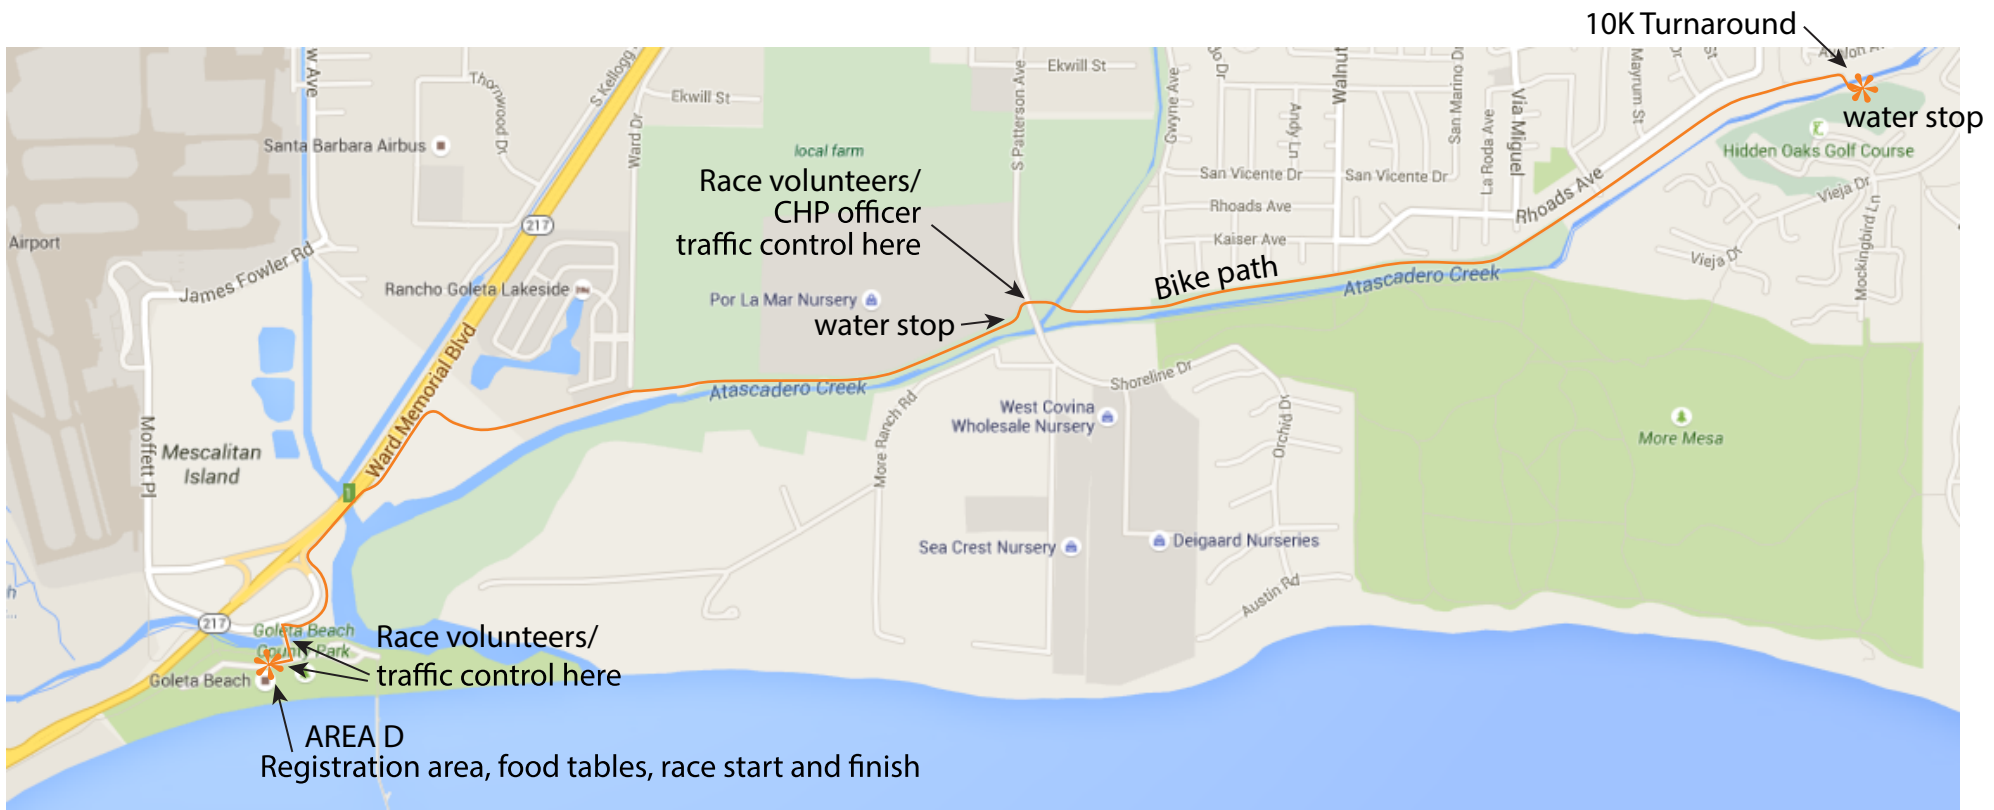 10K Turnaround
water stop
Hidden Oaks Golf Course
Vieja Dr
Mockingbird Ln
Vieja Dr
Mayrum St
Rhoads Ave
Via Miguel
La Roda Ave
San Marino D
Walnut
Andy Ln
San Vicente Dr
San Vicente Dr
Rhoads Ave
Kaiser Ave
Gwyne Ave
Ekwill St
S Patterson Ave
local farm
Race volunteers/
CHP officer
traffic control here
Por La Mar Nursery
water stop
Bike path
Atascadero Creek
Atascadero Creek
Ekwill St
Ward Dr
S Kellogg
Thornwood Dr
w Ave
Santa Barbara Airbus
217
Airport
James Fowler Rd
Rancho Goleta Lakeside
Ward Memorial Blvd
Moffett Pl
Mescalitan
Island
1
More Ranch Rd
Shoreline Dr
West Covina
Wholesale Nursery
Orchid Dr
More Mesa
Sea Crest Nursery
Deigaard Nurseries
Austin Rd
217
Goleta Beach
County Park
Goleta Beach
Race volunteers/
traffic control here
AREA D
Registration area, food tables, race start and finish